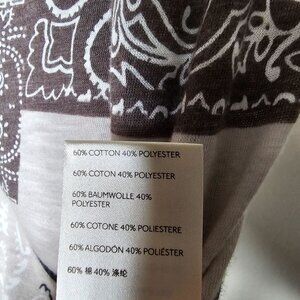 60% COTTON 40% POLYESTER
60% COTON 40% POLYESTER
60% BAUMWOLLE 40%
POLYESTER
60% COTONE 40% POLIESTERE
60% ALGODÓN 40% POLIÉSTER
60% 棉 40% 涤纶